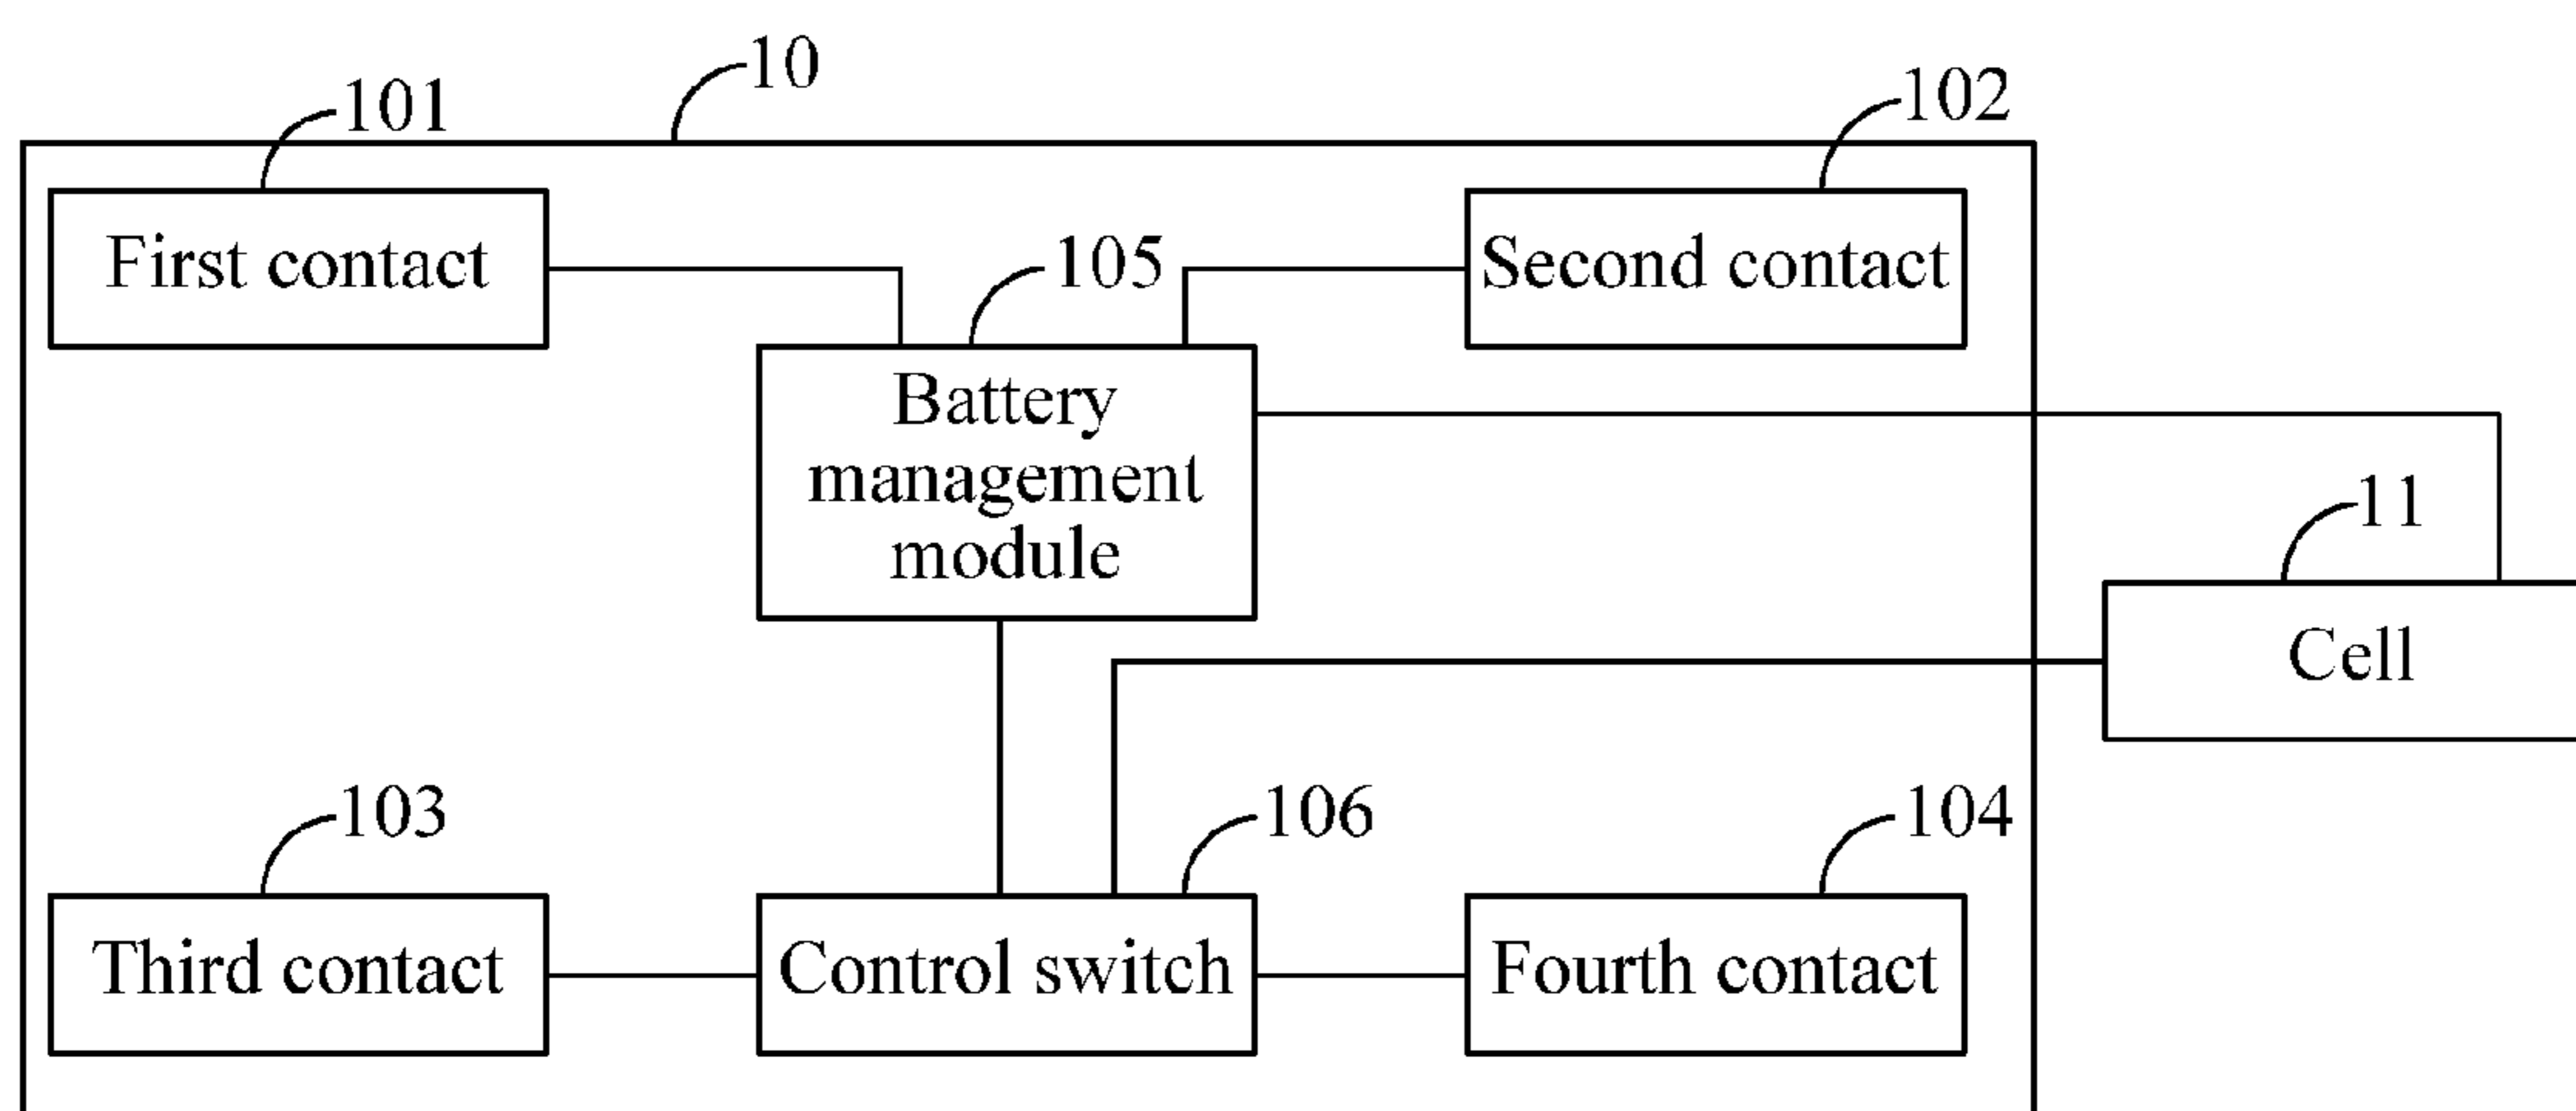 10
101
102
First contact
105
Second contact
Battery
management
module
11
Cell
103
106
104
Third contact
Control switch
Fourth contact